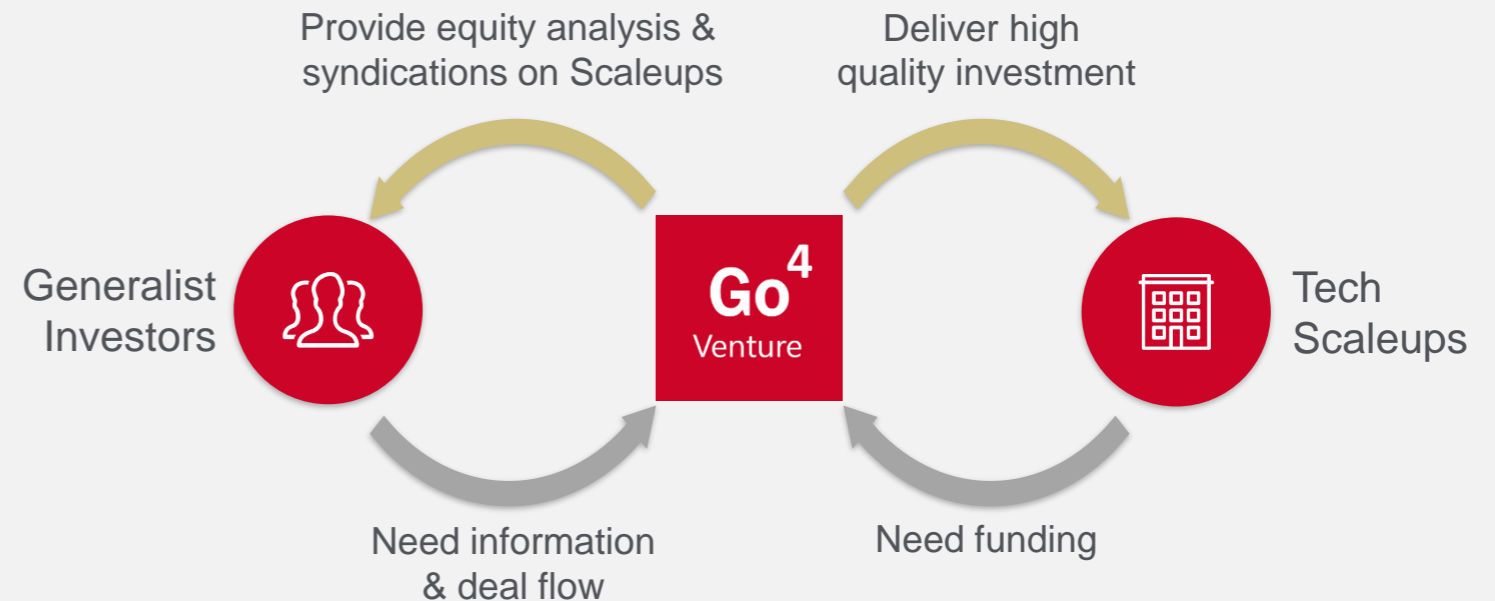 Provide equity analysis &
syndications on Scaleups
Deliver high
quality investment
Generalist
Investors
Go4
Venture
Tech
Scaleups
Need information
& deal flow
Need funding